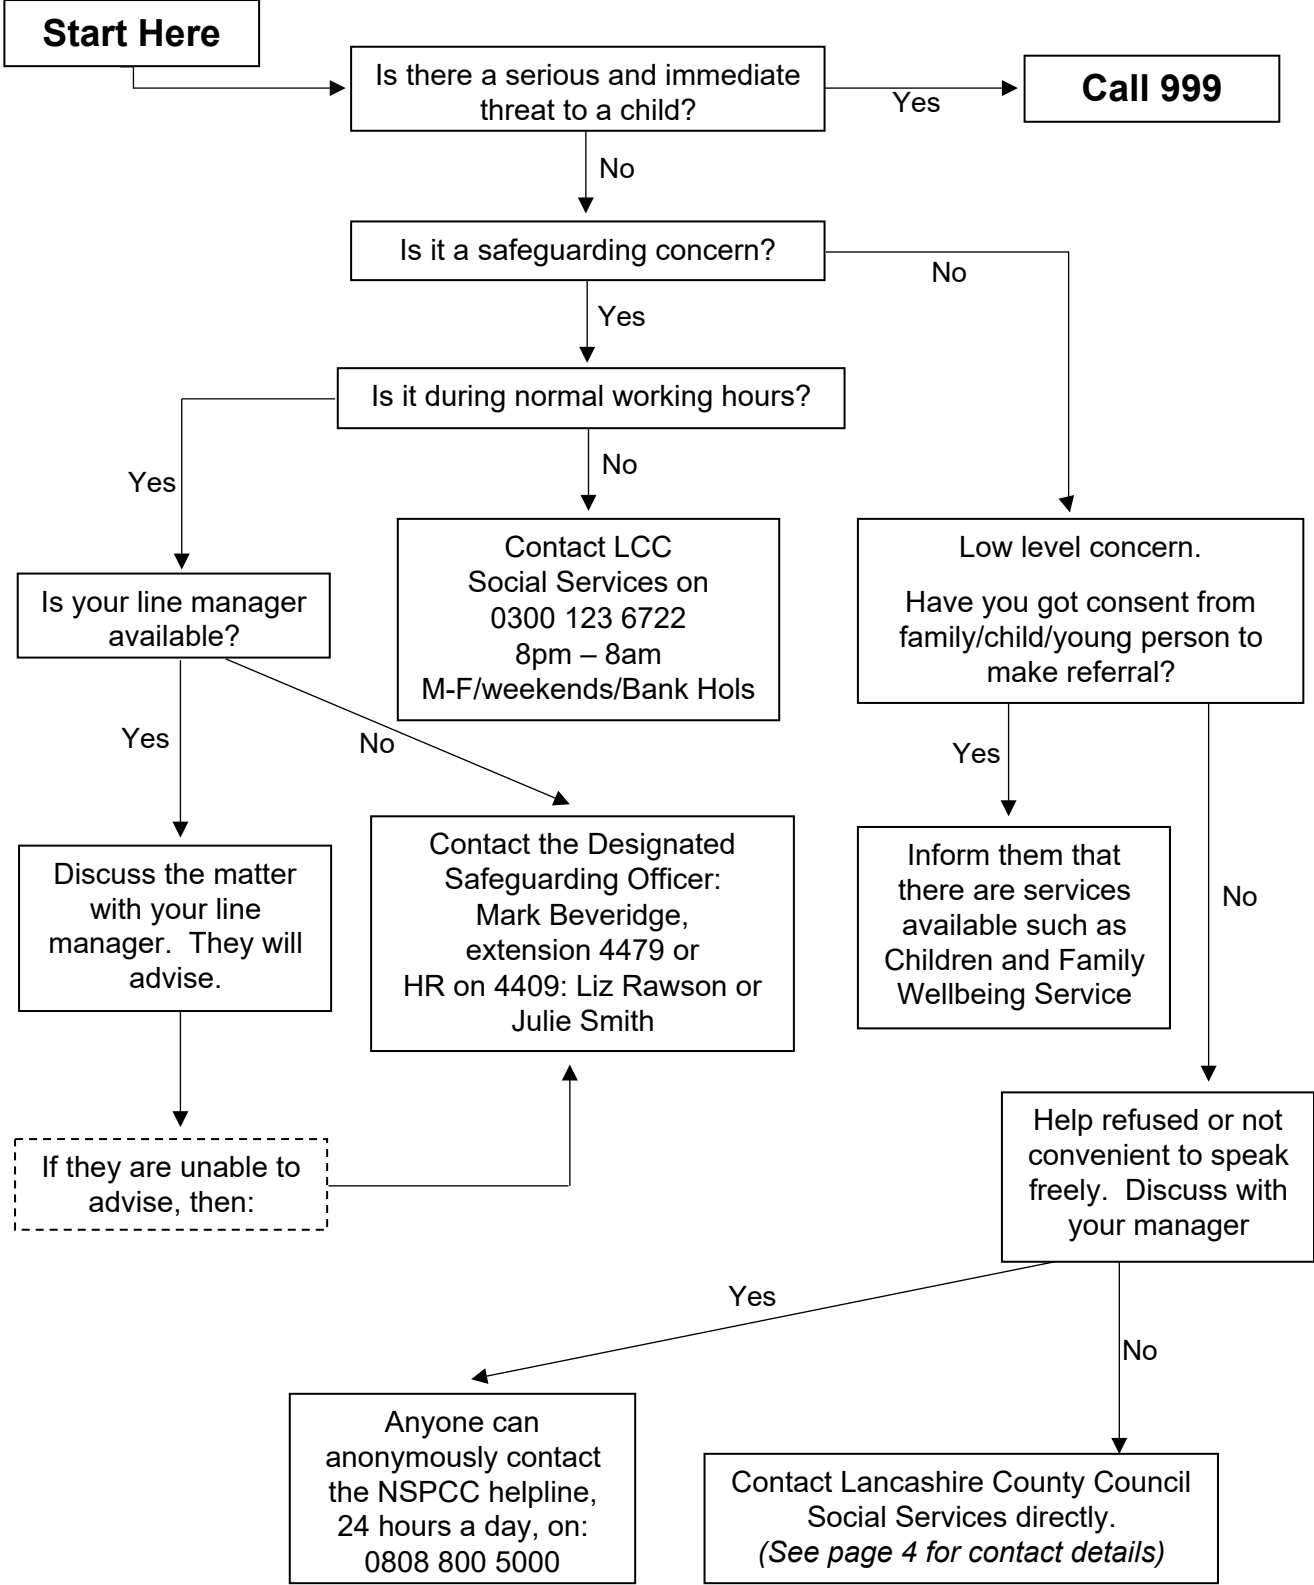 Start Here
Is there a serious and immediate
threat to a child?
Yes
Call 999
No
Is it a safeguarding concern?
No
Yes
Is it during normal working hours?
Yes
No
Contact LCC
Social Services on
0300 123 6722
8pm – 8am
M-F/weekends/Bank Hols
Low level concern.
Have you got consent from
family/child/young person to
make referral?
Is your line manager
available?
Yes
No
Yes
No
Discuss the matter
with your line
manager.  They will
advise.
Contact the Designated
Safeguarding Officer:
Mark Beveridge,
extension 4479 or
HR on 4409: Liz Rawson or
Julie Smith
Inform them that
there are services
available such as
Children and Family
Wellbeing Service
If they are unable to
advise, then:
Help refused or not
convenient to speak
freely.  Discuss with
your manager
Yes
No
Anyone can
anonymously contact
the NSPCC helpline,
24 hours a day, on:
0808 800 5000
Contact Lancashire County Council
Social Services directly.
(See page 4 for contact details)